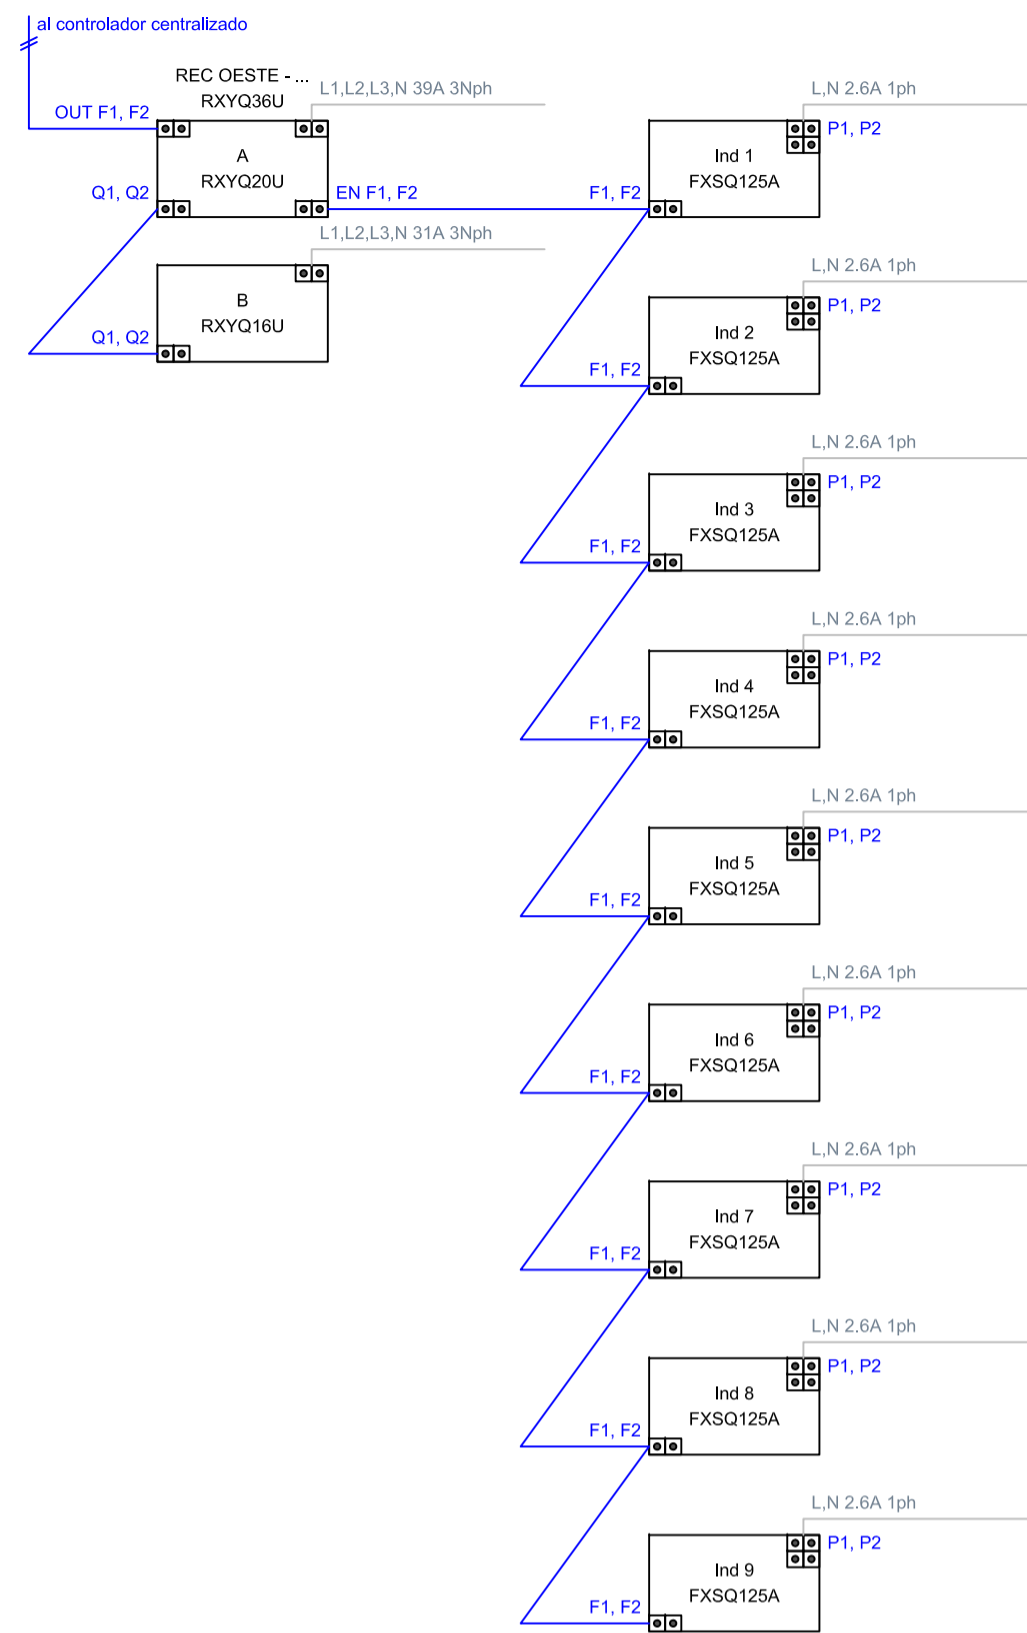 al controlador centralizado
REC OESTE - ...
RXYQ36U
L1,L2,L3,N 39A 3Nph
OUT F1, F2
A
RXYQ20U
Q1, Q2
EN F1, F2
L1,L2,L3,N 31A 3Nph
B
RXYQ16U
Q1, Q2
L,N 2.6A 1ph
P1, P2
Ind 1
FXSQ125A
F1, F2
L,N 2.6A 1ph
P1, P2
Ind 2
FXSQ125A
F1, F2
L,N 2.6A 1ph
P1, P2
Ind 3
FXSQ125A
F1, F2
L,N 2.6A 1ph
P1, P2
Ind 4
FXSQ125A
F1, F2
L,N 2.6A 1ph
P1, P2
Ind 5
FXSQ125A
F1, F2
L,N 2.6A 1ph
P1, P2
Ind 6
FXSQ125A
F1, F2
L,N 2.6A 1ph
P1, P2
Ind 7
FXSQ125A
F1, F2
L,N 2.6A 1ph
P1, P2
Ind 8
FXSQ125A
F1, F2
L,N 2.6A 1ph
P1, P2
Ind 9
FXSQ125A
F1, F2